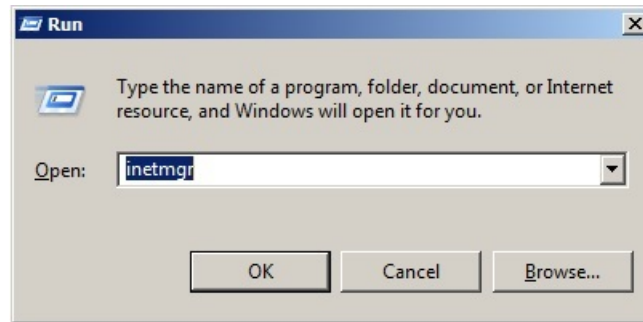 Run
Type the name of a program, folder, document, or Internet
resource, and Windows will open it for you.
Open: inetmgr
OK Cancel Browse...